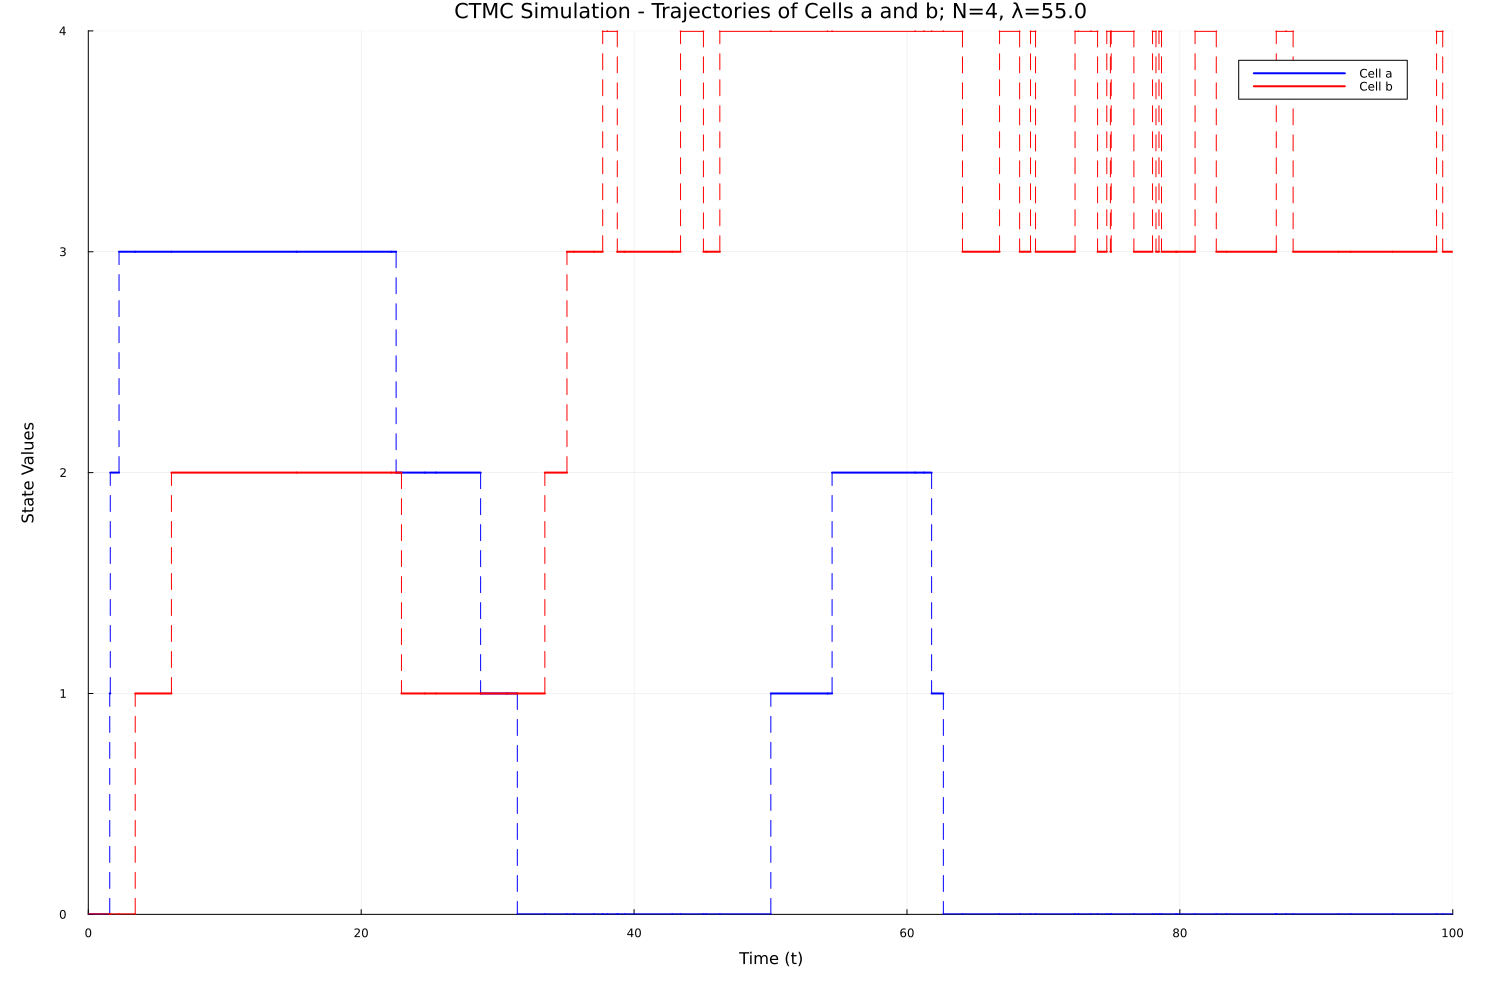 CTMC Simulation - Trajectories of Cells a and b; N=4, λ=55.0
4
Cell a
Cell b
3
State Values
2
1
0
0 20 40 60 80 100
Time (t)